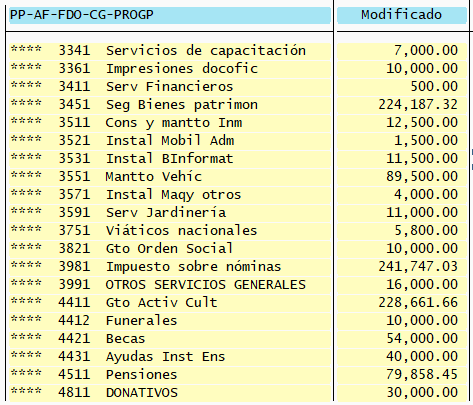 PP-AF-FDO-CG-PROGP Modificado
**** 3341 Servicios de capacitación 7,000.00
**** 3361 Impresiones docofic 10,000.00
**** 3411 Serv Financieros 500.00
**** 3451 Seg Bienes patrimon 224,187.32
**** 3511 Cons y mantto Inm 12,500.00
**** 3521 Instal Mobil Adm 1,500.00
**** 3531 Instal BInformat 11,500.00
**** 3551 Mantto Vehíc 89,500.00
**** 3571 Instal Maqy otros 4,000.00
**** 3591 Serv Jardinería 11,000.00
**** 3751 Viáticos nacionales 5,800.00
**** 3821 Gto Orden Social 10,000.00
**** 3981 Impuesto sobre nóminas 241,747.03
**** 3991 OTROS SERVICIOS GENERALES 16,000.00
**** 4411 Gto Activ Cult 228,661.66
**** 4412 Funerales 10,000.00
**** 4421 Becas 54,000.00
**** 4431 Ayudas Inst Ens 40,000.00
**** 4511 Pensiones 79,858.45
**** 4811 DONATIVOS 30,000.00